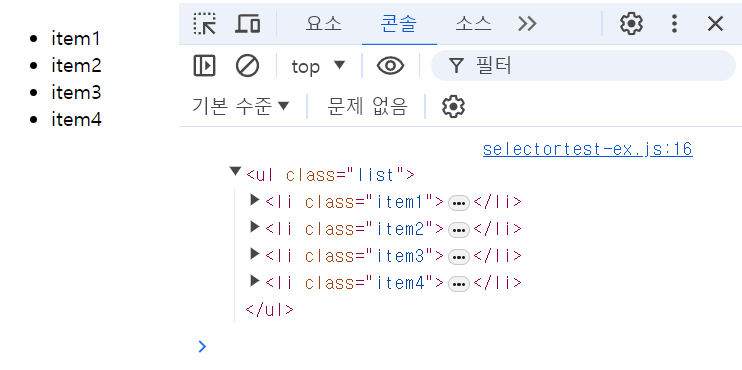 item1
item2
item3
item4
요소 콘솔 소스
top 필터
기본 수준 문제 없음
selectortest-ex.js:16
<ul class="list">
<li class="item1">…</li>
<li class="item2">…</li>
<li class="item3">…</li>
<li class="item4">…</li>
</ul>